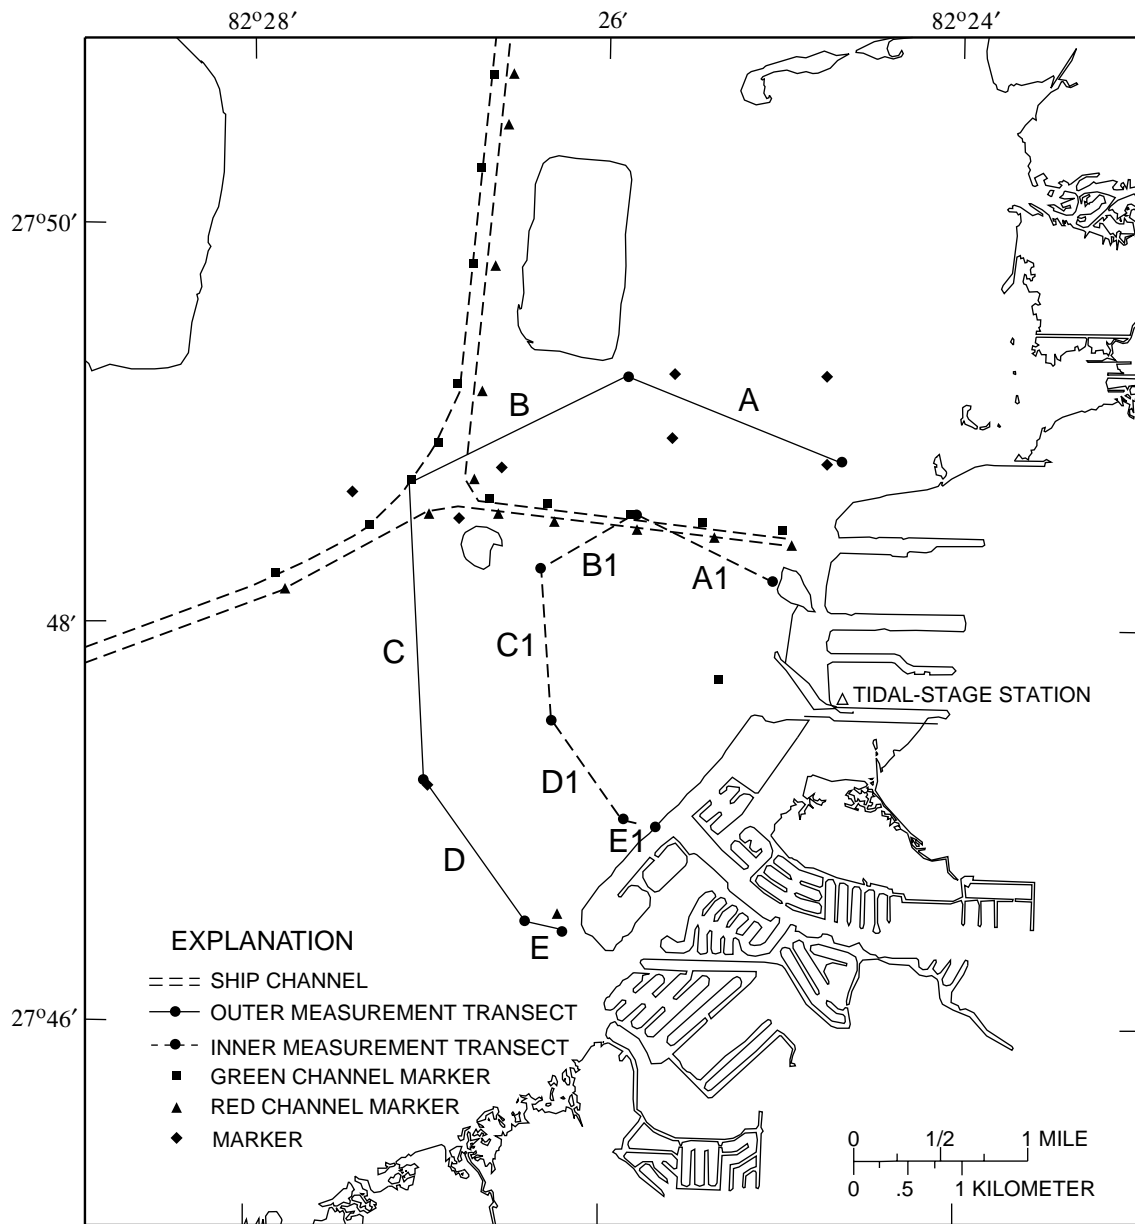 82°28′ 26′ 82°24′
27°50′
B
A
B1
A1
C1
48′
C
TIDAL-STAGE STATION
D1
E1
D
E
27°46′
EXPLANATION
SHIP CHANNEL
OUTER MEASUREMENT TRANSECT
INNER MEASUREMENT TRANSECT
GREEN CHANNEL MARKER
RED CHANNEL MARKER
MARKER
0 1/2 1 MILE
0 .5 1 KILOMETER